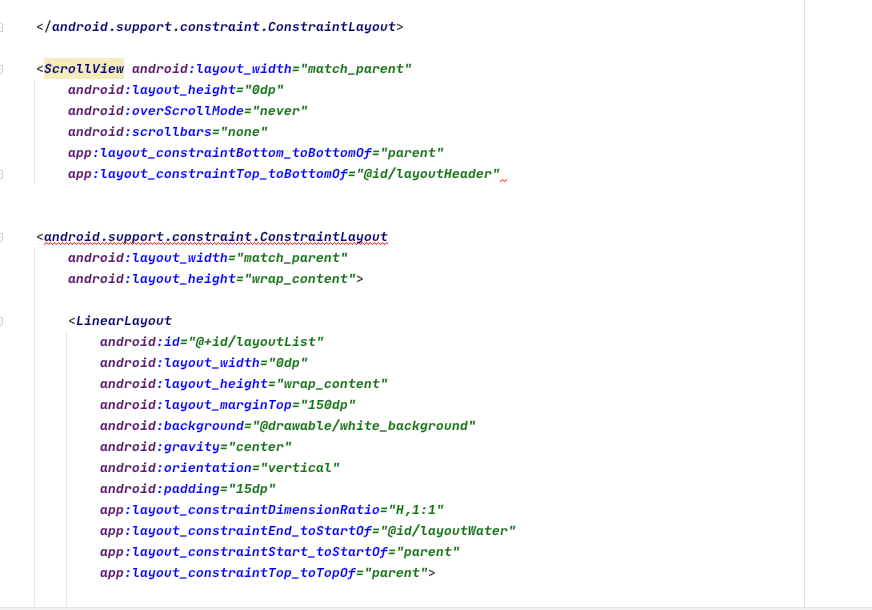 </android.support.constraint.ConstraintLayout>
<ScrollView android:layout_width="match_parent"
android:layout_height="0dp"
android:overScrollMode="never"
android:scrollbars="none"
app:layout_constraintBottom_toBottomOf="parent"
app:layout_constraintTop_toBottomOf="@id/layoutHeader"
<android.support.constraint.ConstraintLayout
android:layout_width="match_parent"
android:layout_height="wrap_content">
<LinearLayout
android:id="@+id/layoutList"
android:layout_width="0dp"
android:layout_height="wrap_content"
android:layout_marginTop="150dp"
android:background="@drawable/white_background"
android:gravity="center"
android:orientation="vertical"
android:padding="15dp"
app:layout_constraintDimensionRatio="H,1:1"
app:layout_constraintEnd_toStartOf="@id/layoutWater"
app:layout_constraintStart_toStartOf="parent"
app:layout_constraintTop_toTopOf="parent">